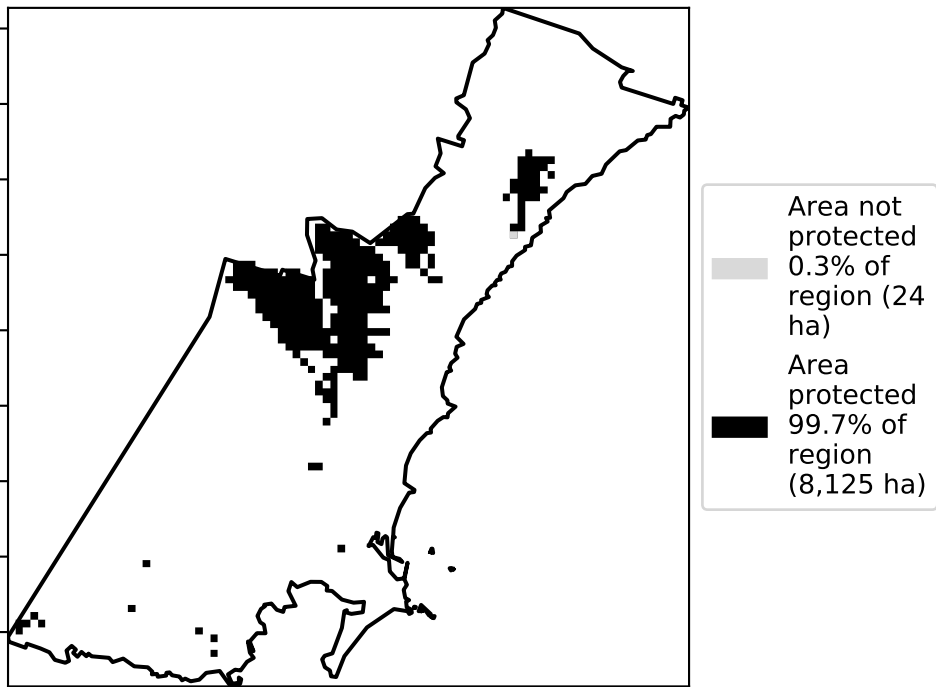 Area not
protected
0.3% of
region (24
ha)
Area
protected
99.7% of
region
(8,125 ha)